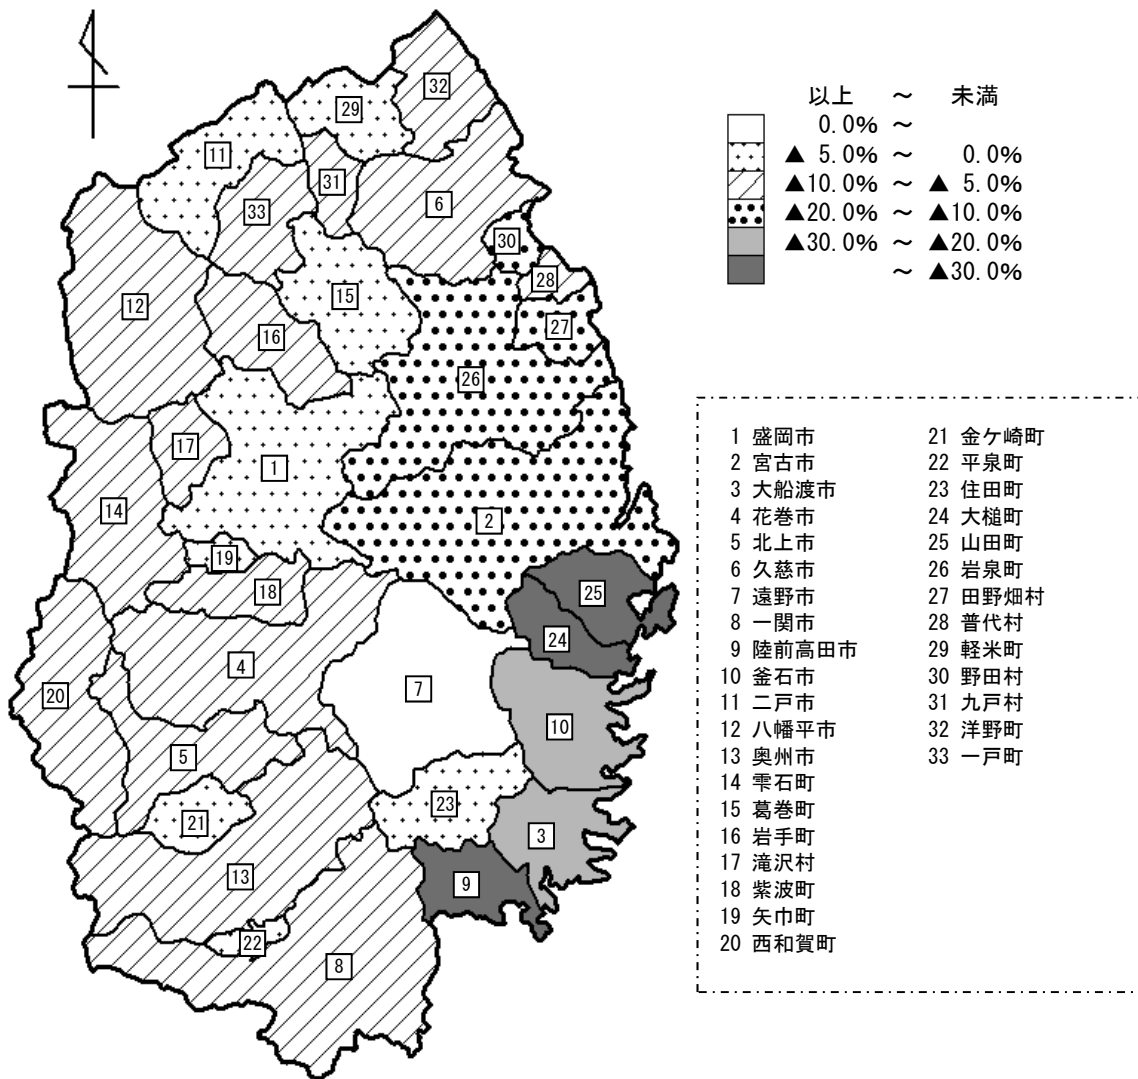 以上 ～ 未満
0.0% ～
▲ 5.0% ～ 0.0%
▲10.0% ～ ▲ 5.0%
▲20.0% ～ ▲10.0%
▲30.0% ～ ▲20.0%
～ ▲30.0%
32
29
11
31
33
6
30
28
15
12
27
16
26
17
1
14
2
19
18
25
24
4
7
20
10
5
23
21
3
13
9
22
8
1 盛岡市
2 宮古市
3 大船渡市
4 花巻市
5 北上市
6 久慈市
7 遠野市
8 一関市
9 陸前高田市
10 釜石市
11 二戸市
12 八幡平市
13 奥州市
14 雫石町
15 葛巻町
16 岩手町
17 滝沢村
18 紫波町
19 矢巾町
20 西和賀町
21 金ケ崎町
22 平泉町
23 住田町
24 大槌町
25 山田町
26 岩泉町
27 田野畑村
28 普代村
29 軽米町
30 野田村
31 九戸村
32 洋野町
33 一戸町